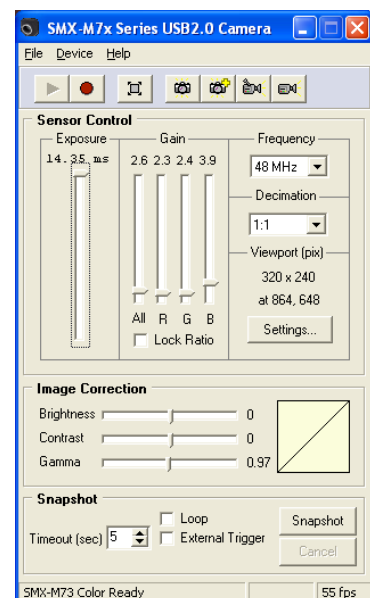 SMX-M7x Series USB2.0 Camera
File Device Help
Sensor Control
Exposure
14.35 ms
Gain
2.6 2.3 2.4 3.9
All R G B
Lock Ratio
Frequency
48 MHz
Decimation
1:1
Viewport (pix)
320 x 240
at 864, 648
Settings...
Image Correction
Brightness 0
Contrast 0
Gamma 0.97
Snapshot
Timeout (sec) 5
Loop
External Trigger
Snapshot
Cancel
SMX-M73 Color Ready 55 fps